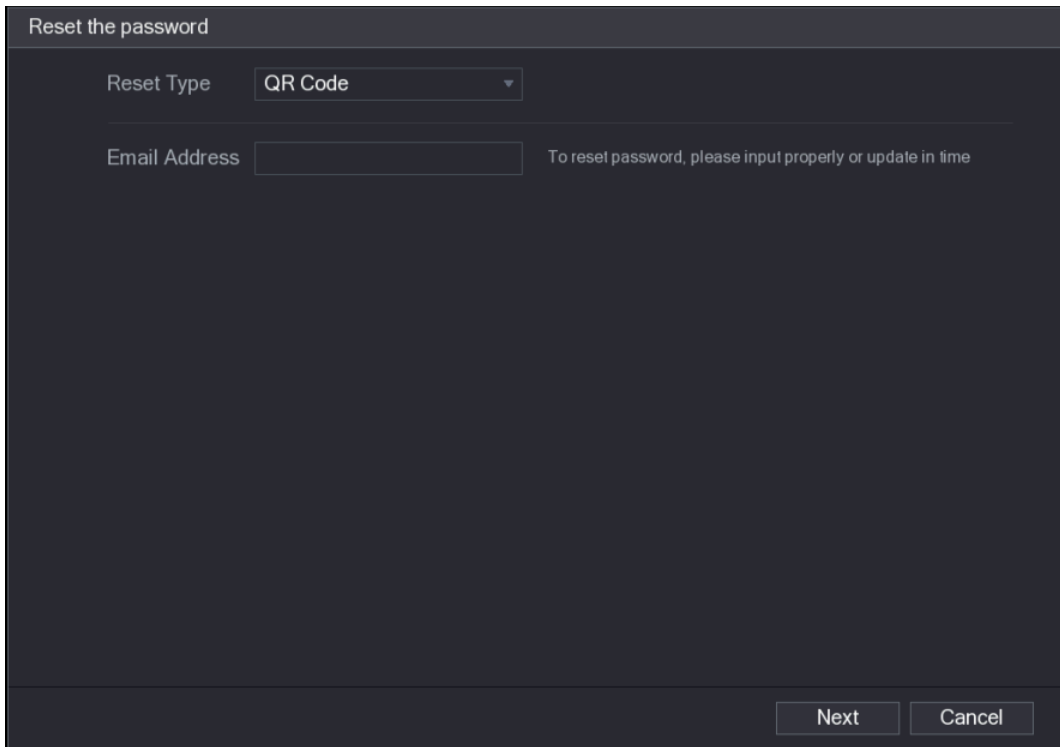 Reset the password
Reset Type QR Code
Email Address To reset password, please input properly or update in time
Next Cancel